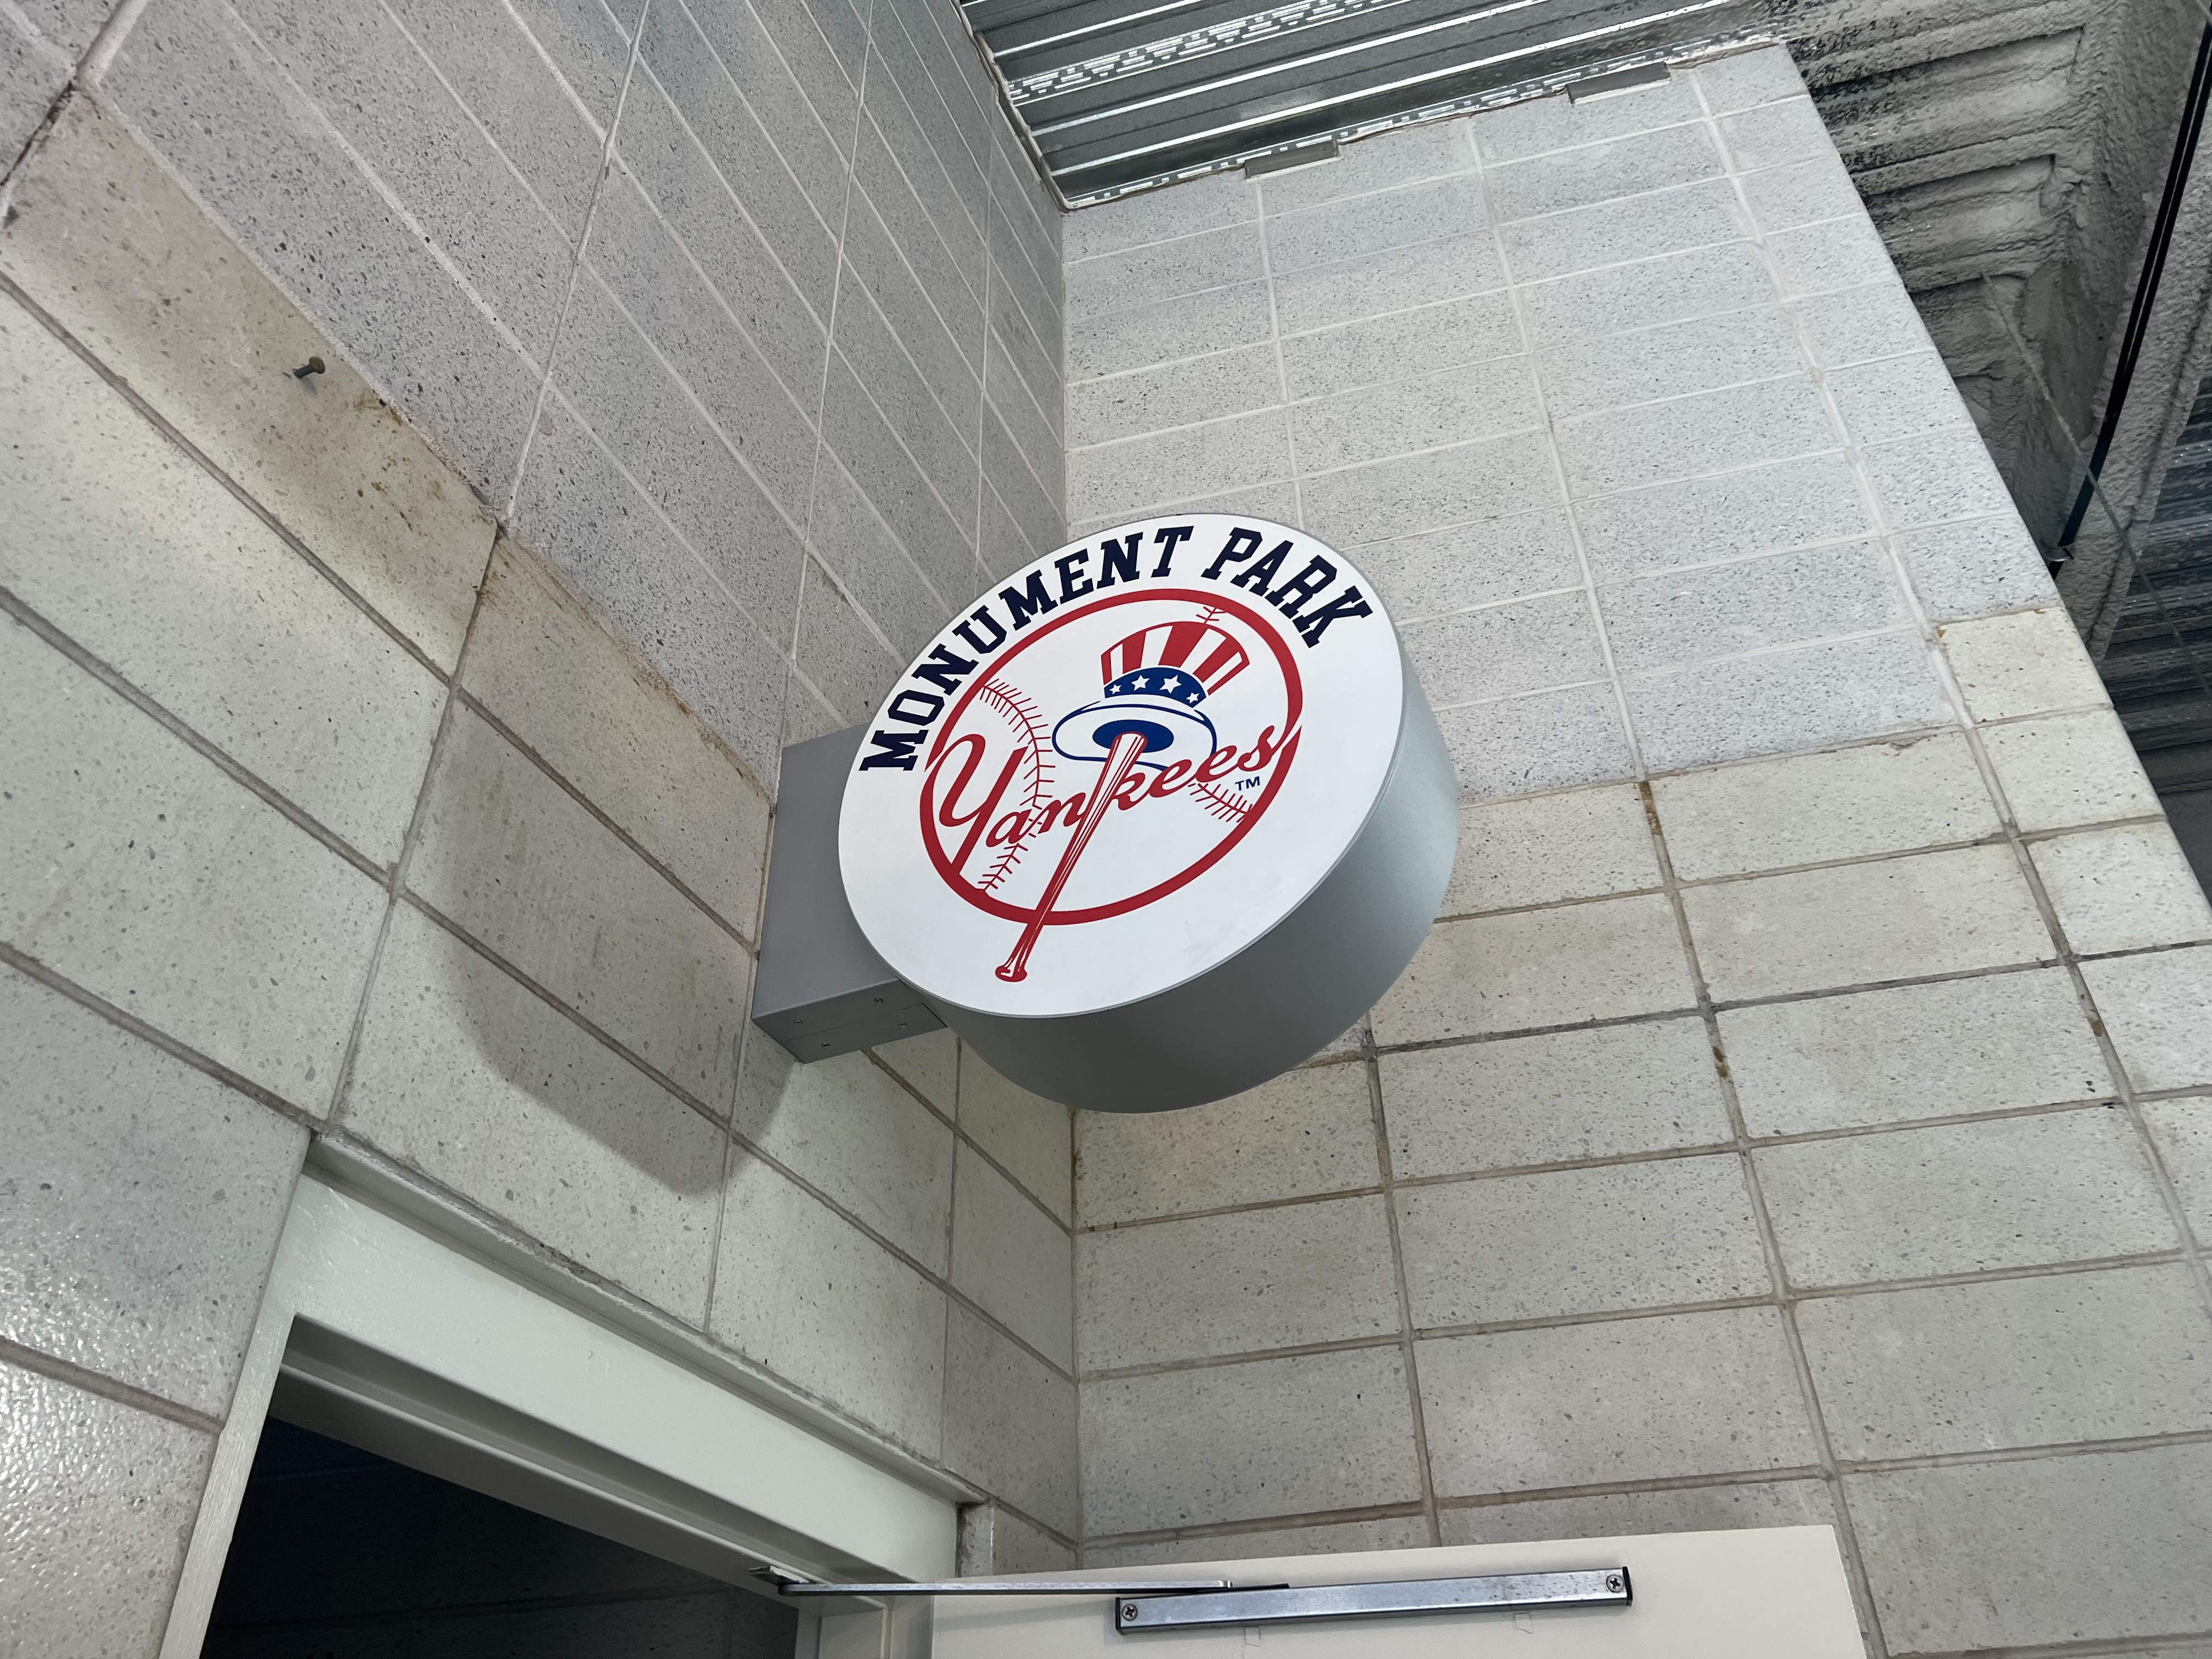 MONUMENT PARK
Yankees
TM